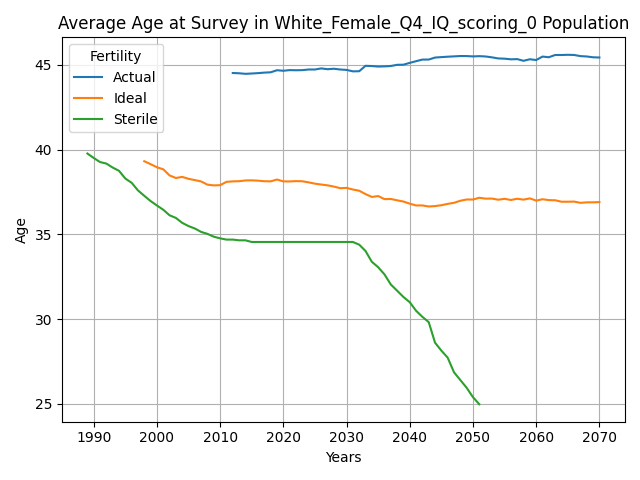 Average Age at Survey in White_Female_Q4_IQ_scoring_0 Population
Fertility
Actual
Ideal
Sterile
45
40
35
30
25
Age
1990 2000 2010 2020 2030 2040 2050 2060 2070
Years